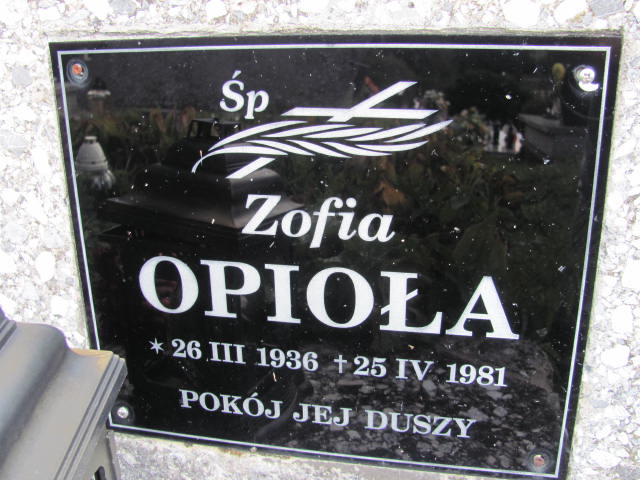 Śp
Zofia
OPIOŁA
* 26 III 1936 † 25 IV 1981
POKÓJ JEJ DUSZY